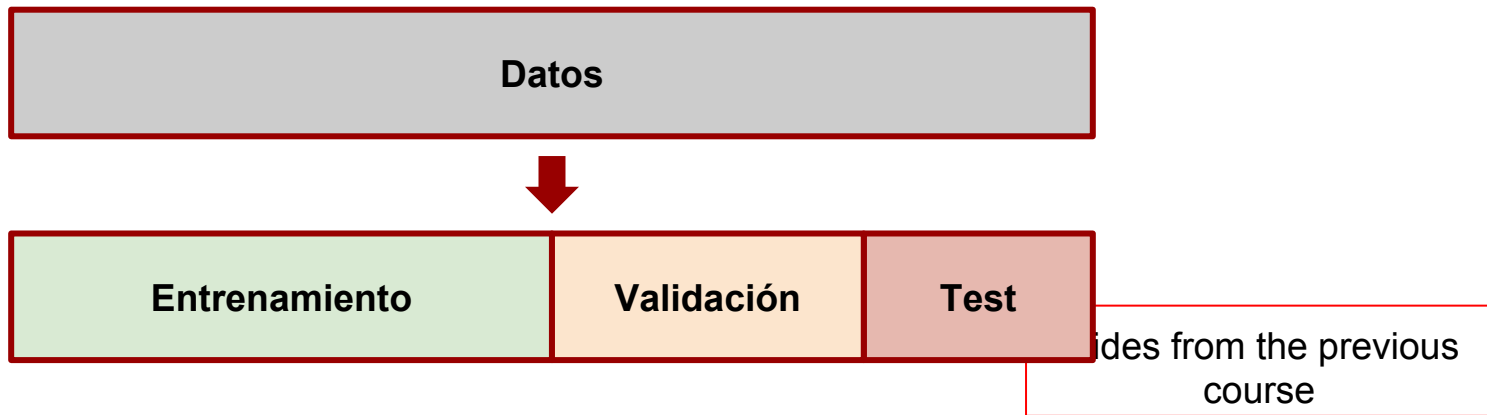 Datos
Entrenamiento Validación Test
ides from the previous
course